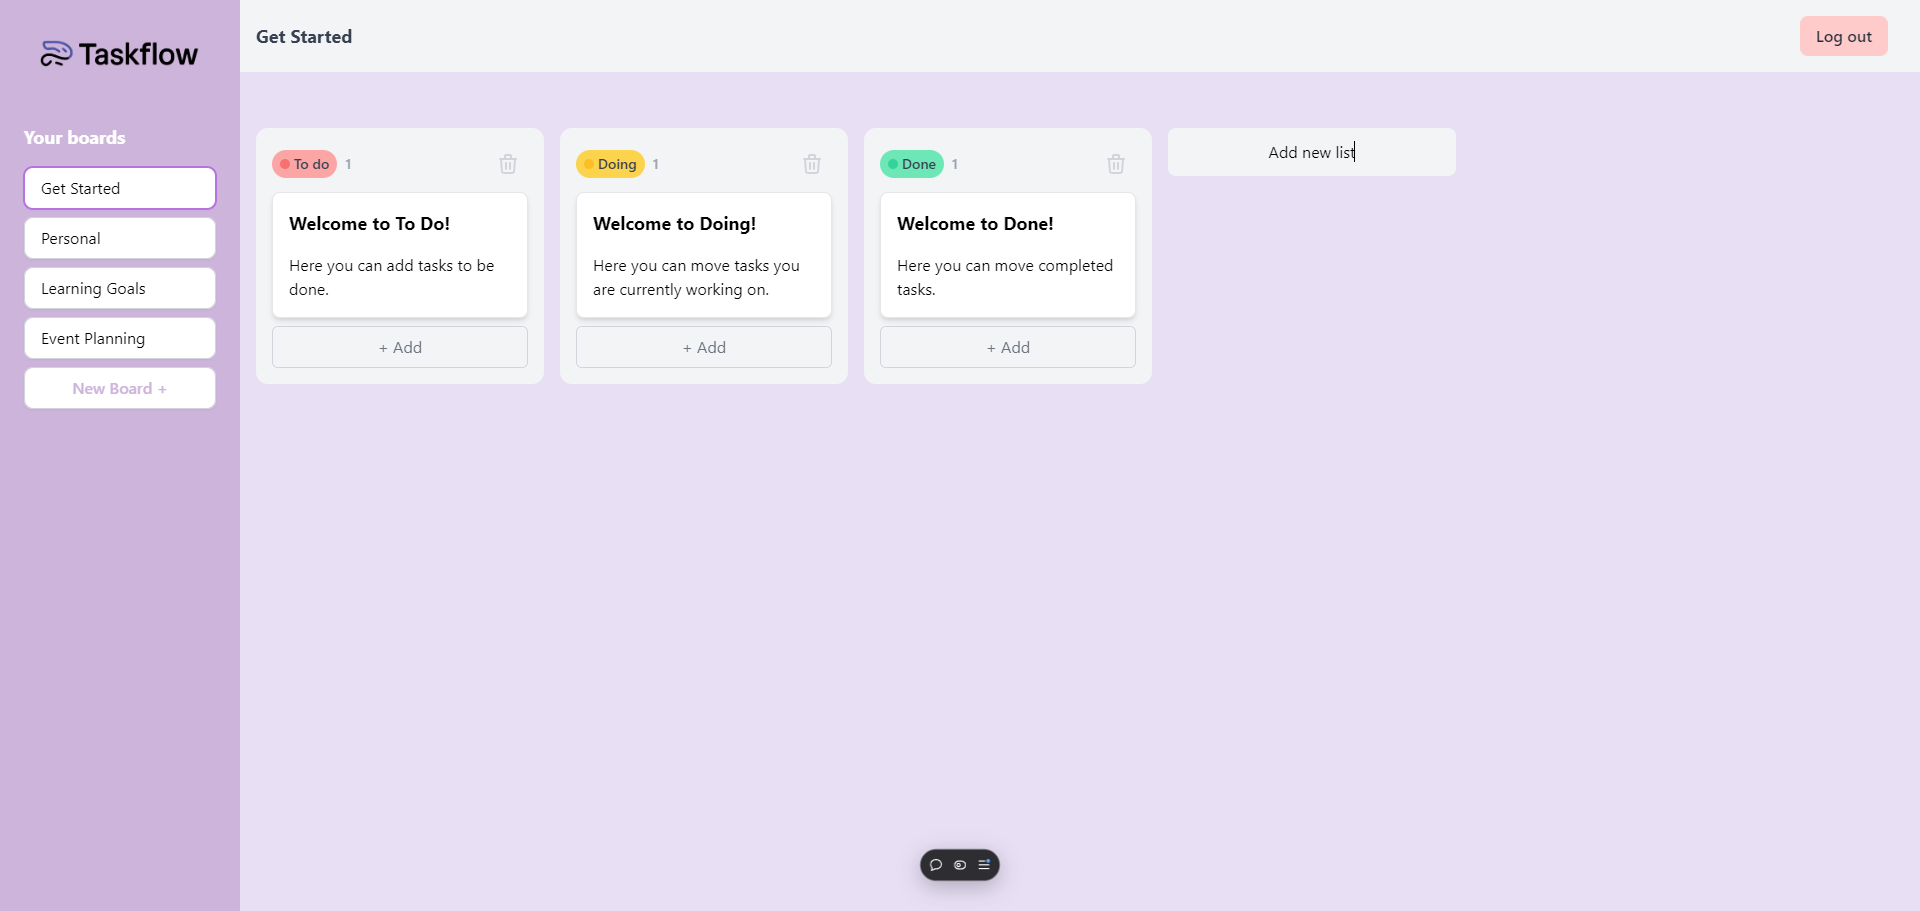 Taskflow
Your boards
Get Started
Personal
Learning Goals
Event Planning
New Board +
Get Started
Log out
To do 1
Welcome to To Do!
Here you can add tasks to be
done.
+ Add
Doing 1
Welcome to Doing!
Here you can move tasks you
are currently working on.
+ Add
Done 1
Welcome to Done!
Here you can move completed
tasks.
+ Add
Add new list